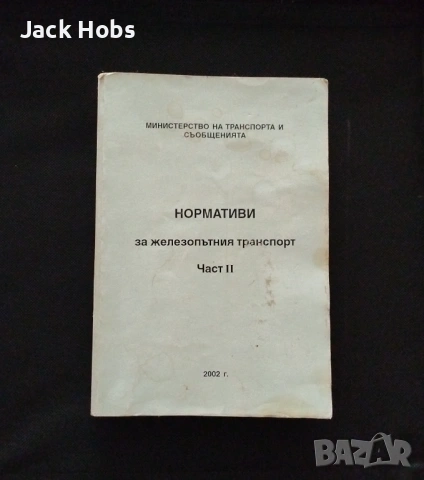 Jack Hobs
МИНИСТЕРСТВО НА ТРАНСПОРТА И
СЪОБЩЕНИЯТА
НОРМАТИВИ
за железопътния транспорт
Част II
2002 г.
BAZAR